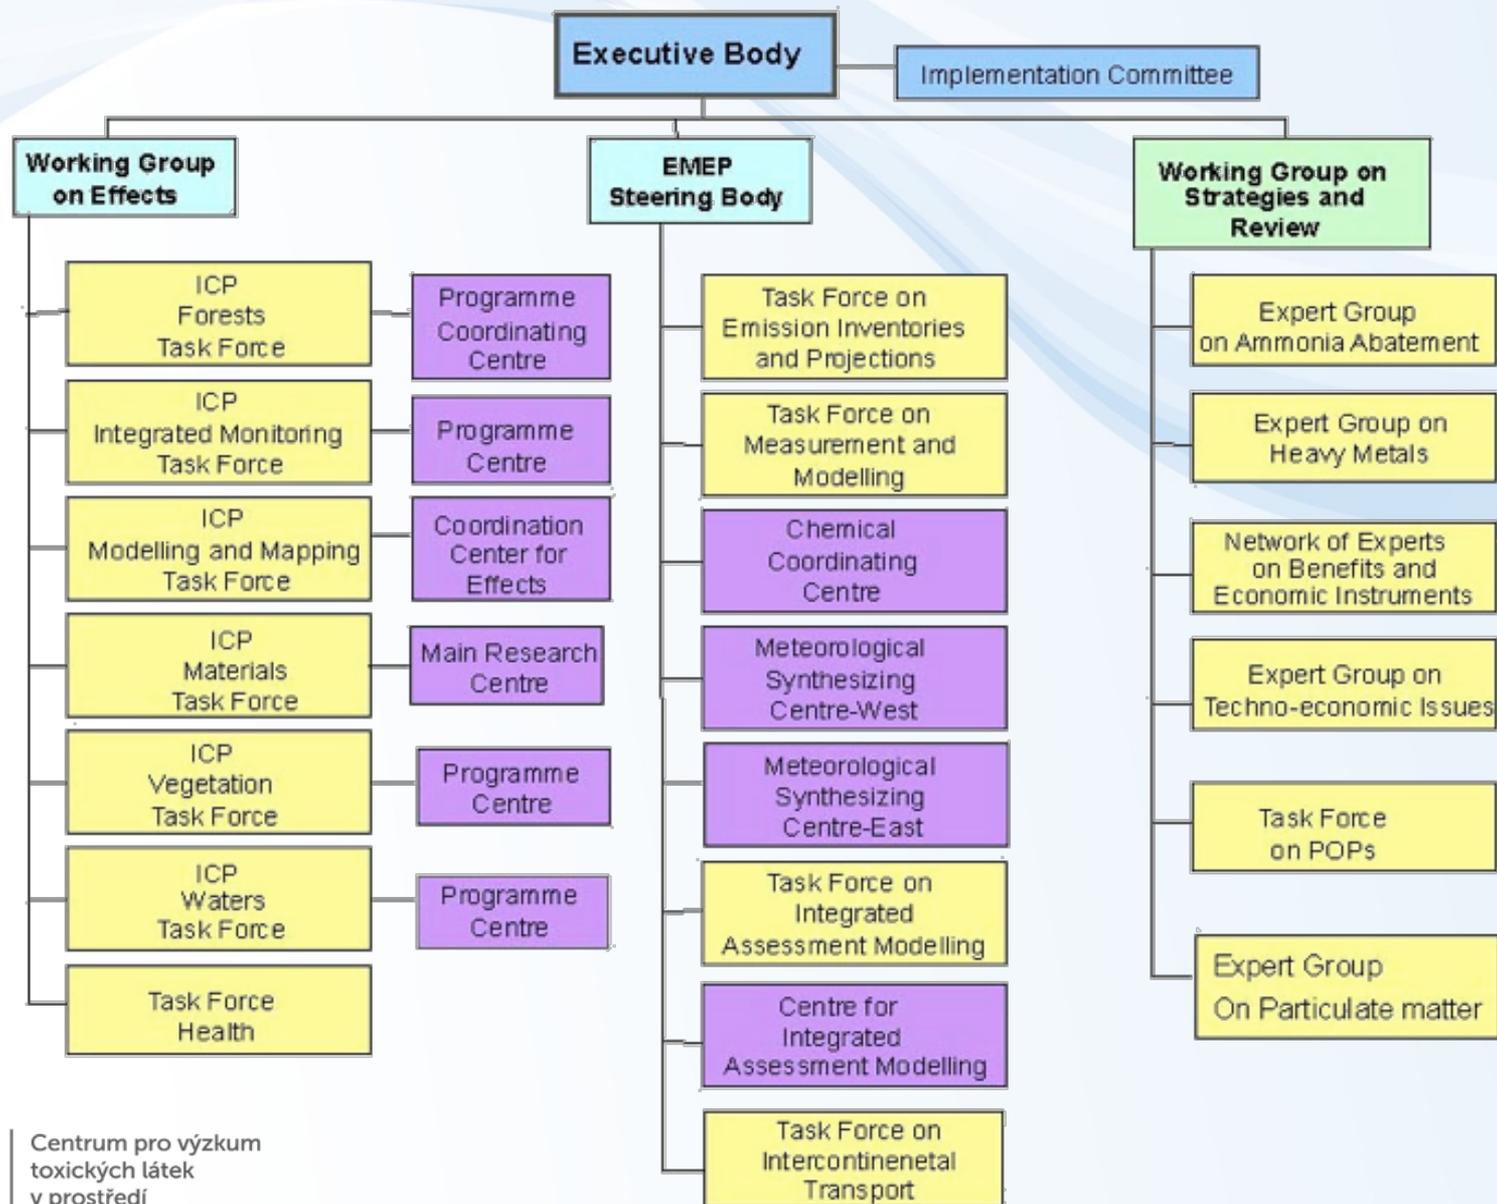 Executive Body
Implementation Committee
Working Group
on Effects
EMEP
Steering Body
Working Group on
Strategies and
Review
ICP
Forests
Task Force
Programme
Coordinating
Centre
ICP
Integrated Monitoring
Task Force
Programme
Centre
ICP
Modelling and Mapping
Task Force
Coordination
Center for
Effects
ICP
Materials
Task Force
Main Research
Centre
ICP
Vegetation
Task Force
Programme
Centre
ICP
Waters
Task Force
Programme
Centre
Task Force
Health
Task Force on
Emission Inventories
and Projections
Task Force on
Measurement and
Modelling
Chemical
Coordinating
Centre
Meteorological
Synthesizing
Centre-West
Meteorological
Synthesizing
Centre-East
Task Force on
Integrated
Assessment Modelling
Centre for
Integrated
Assessment Modelling
Task Force on
Intercontinenetal
Transport
Expert Group
on Ammonia Abatement
Expert Group on
Heavy Metals
Network of Experts
on Benefits and
Economic Instruments
Expert Group on
Techno-economic Issues
Task Force
on POPs
Expert Group
On Particulate matter
Centrum pro výzkum
toxických látek
v prostředí